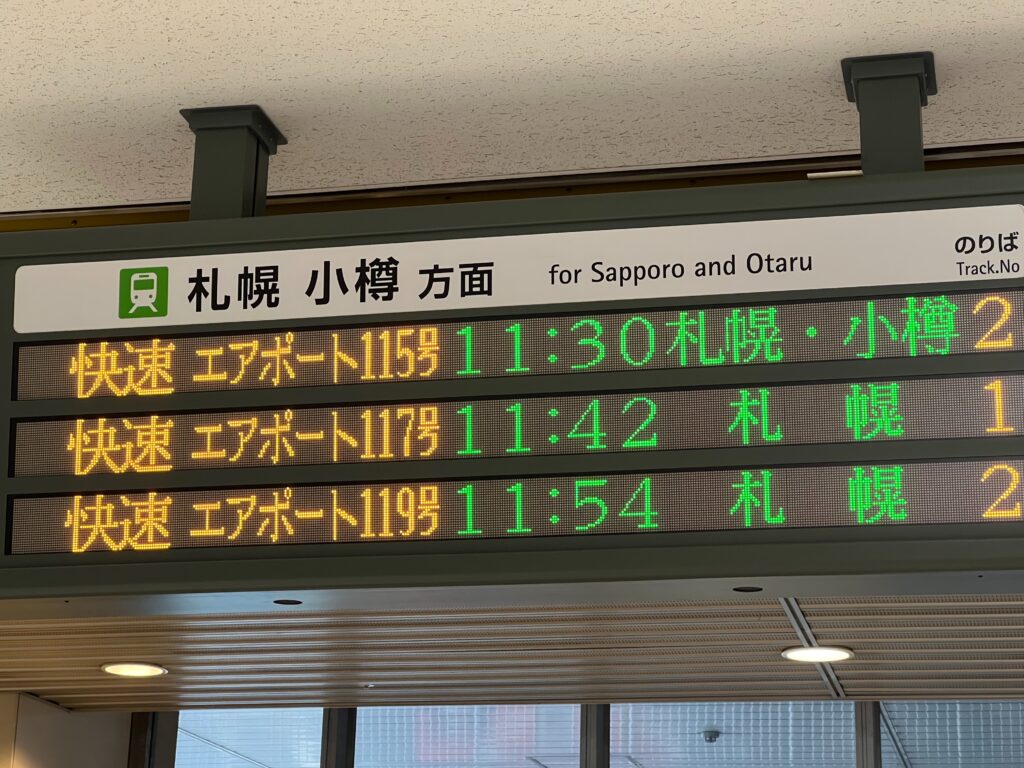 札幌 小樽 方面 for Sapporo and Otaru のりば
Track.No
快速 エアポート115号 11:30 札幌・小樽 2
快速 エアポート117号 11:42 札幌 1
快速 エアポート119号 11:54 札幌 2